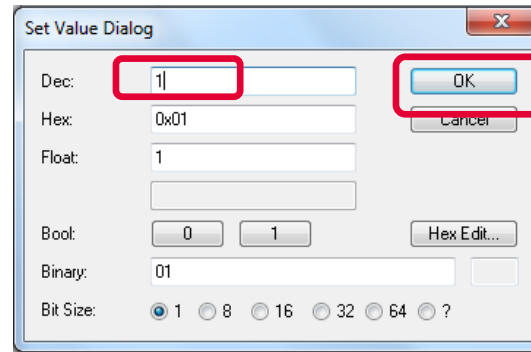 Set Value Dialog
Dec: 1 OK
Hex: 0x01 Cancel
Float: 1
Bool: 0 1 Hex Edit...
Binary: 01
Bit Size: 1 8 16 32 64 ?